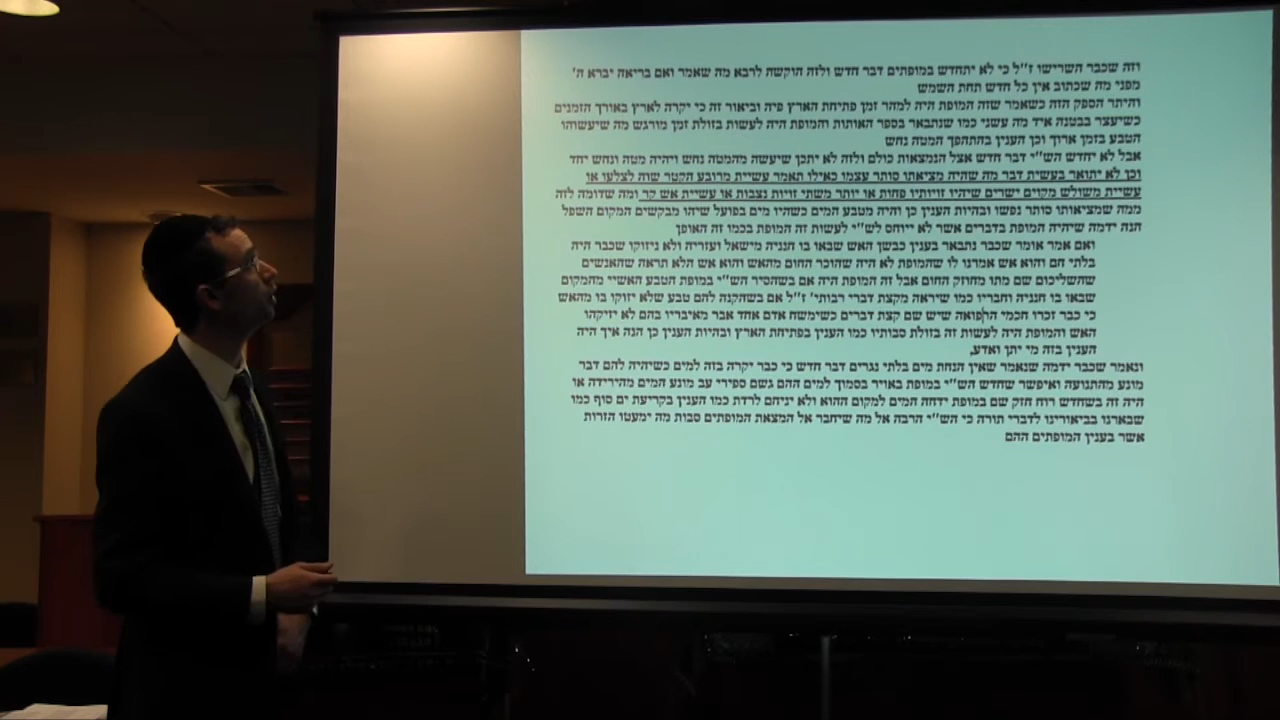 וזה שכבר השרישו ז״ל כי לא יתחדש במופתים דבר חדש ולזה הוקשה לרבא מה שאמר ואם בריאה יברא ה'
מפני מה שכתוב אין כל חדש תחת השמש
והיתר הספק הזה כשאמר שזה המופת היה למהר זמן פתיחת הארץ פיה וביאור זה כי יקרה לארץ באורך הזמנים
כשיעצר בבטנה איד מה עשני כמו שנתבאר בספר האותות והמופת היה לעשות בזולת זמן מורגש מה שיעשוהו
הטבע בזמן ארוך וכן הענין בהתהפך המטה נחש
אבל לא יחדש הש״י דבר חדש אצל הנמצאות כולם ולזה לא יתכן שיעשה מהמטה נחש ויהיה מטה ונחש יחד
וכן לא יתואר בעשית דבר מה שהיה מציאותו סותר עצמו כאילו תאמר עשיית מרובע הקטר שוה לצלעו או
עשיית משולש מקוים ישרים שיהיו זויותיו פחות או יותר משתי זויות נצבות או עשיית אש קר ומה שדומה לזה
ממה שמציאותו סותר נפשו ובהיות הענין כן והיה מטבע המים כשהיו מים בפועל שיהו מבקשים המקום השפל
הנה ידמה שיהיה המופת בדברים אשר לא ייוחס לש״י לעשות זה המופת בכמו זה האופן
ואם אמר אומר שכבר נתבאר בענין כבשן האש שבאו בו חנניה מישאל ועזריה ולא ניזוקו שכבר היה
בלתי חם והוא אש אמרנו לו שהמופת לא היה שהוכר החום מהאש והוא אש הלא תראה שהאנשים
שהשליכום שם מתו מחוזק החום אבל זה המופת היה אם בשהסיר הש״י במופת הטבע האשיי מהמקום
שבאו בו חנניה וחבריו כמו שיראה מקצת דברי רבותי' ז״ל אם בשהקנה להם טבע שלא יזוקו בו מהאש
כי כבר זכרו חכמי הרפואה שיש שם קצת דברים כשימשח אדם אחד אבר מאיבריו בהם לא יזיקהו
האש והמופת היה לעשות זה בזולת סבותיו כמו הענין בפתיחת הארץ ובהיות הענין כן הנה איך היה
הענין בזה מי יתן ואדע,
ונאמר שכבר ידמה שנאמר שאין הנחת מים בלתי נגרים דבר חדש כי כבר יקרה בזה למים כשיהיה להם דבר
מונע מהתנועה ואיפשר שחדש הש״י במופת באויר בסמוך למים ההם גשם ספירי עב מונע המים מהירידה או
היה זה בשחדש רוח חזק שם במופת ידחה המים למקום ההוא ולא יניחם לרדת כמו הענין בקריעת ים סוף כמו
שבארנו בביאורינו לדברי תורה כי הש״י הרבה אל מה שיחבר אל המצאת המופתים סבות מה ימעטו הזרות
אשר בענין המופתים ההם